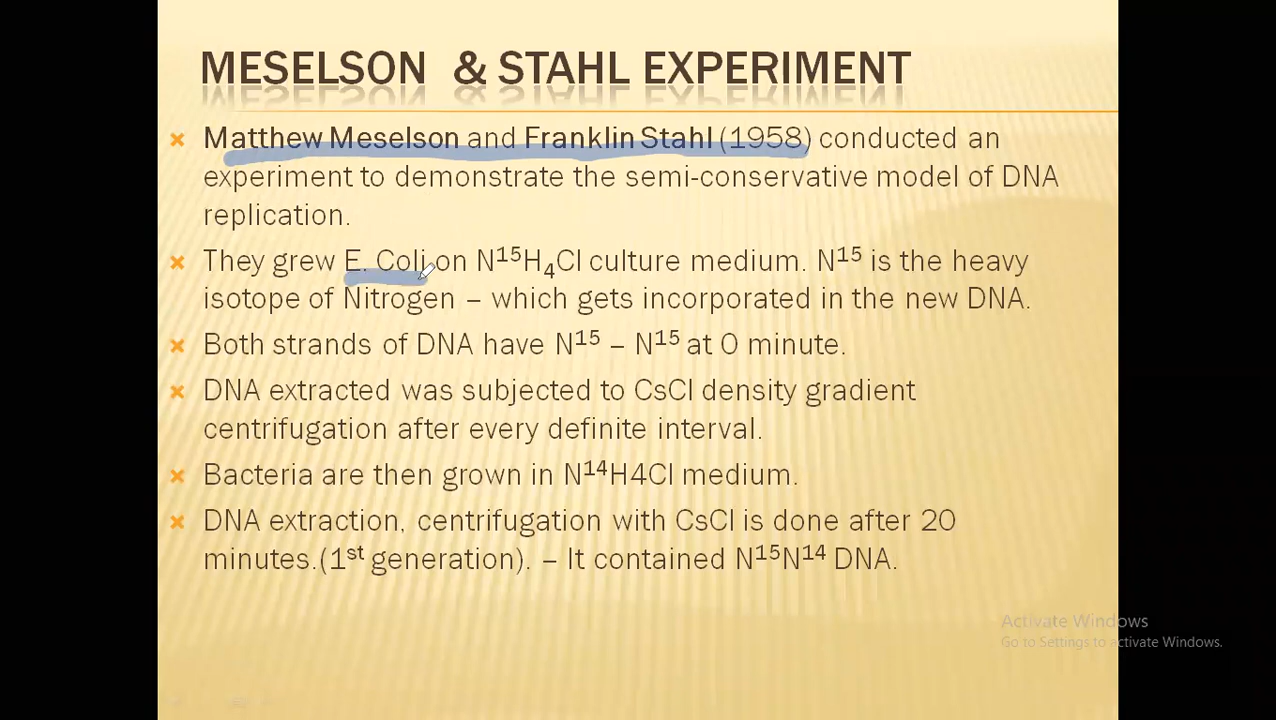 MESELSON & STAHL EXPERIMENT
Matthew Meselson and Franklin Stahl (1958) conducted an
experiment to demonstrate the semi-conservative model of DNA
replication.
They grew E. Coli on N¹⁵H₄Cl culture medium. N¹⁵ is the heavy
isotope of Nitrogen – which gets incorporated in the new DNA.
Both strands of DNA have N¹⁵ – N¹⁵ at 0 minute.
DNA extracted was subjected to CsCl density gradient
centrifugation after every definite interval.
Bacteria are then grown in N¹⁴H4Cl medium.
DNA extraction, centrifugation with CsCl is done after 20
minutes.(1ˢᵗ generation). – It contained N¹⁵N¹⁴ DNA.
Activate Windows
Go to Settings to activate Windows.